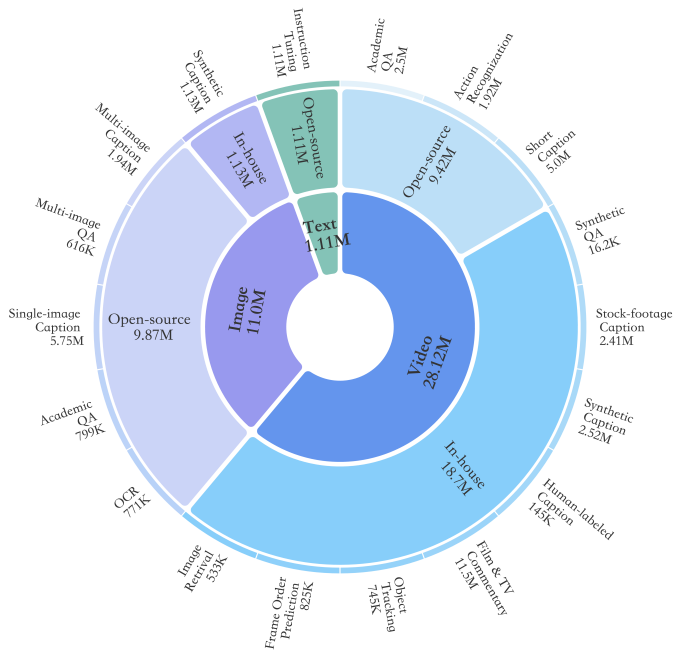 Text
1.11M
Video
28.12M
Image
11.0M
Open-source
1.11M
Open-source
9.42M
In-house
18.7M
Open-source
9.87M
In-house
1.13M
Instruction
Tuning
1.11M
Academic
QA
2.5M
Action
Recognization
1.92M
Short
Caption
5.0M
Synthetic
QA
16.2K
Stock-footage
Caption
2.41M
Synthetic
Caption
2.52M
Human-labeled
Caption
145K
Film & TV
Commentary
11.5M
Object
Tracking
745K
Frame Order
Prediction
825K
Image
Retrival
533K
OCR
771K
Academic
QA
799K
Single-image
Caption
5.75M
Multi-image
QA
616K
Multi-image
Caption
1.94M
Synthetic
Caption
1.13M